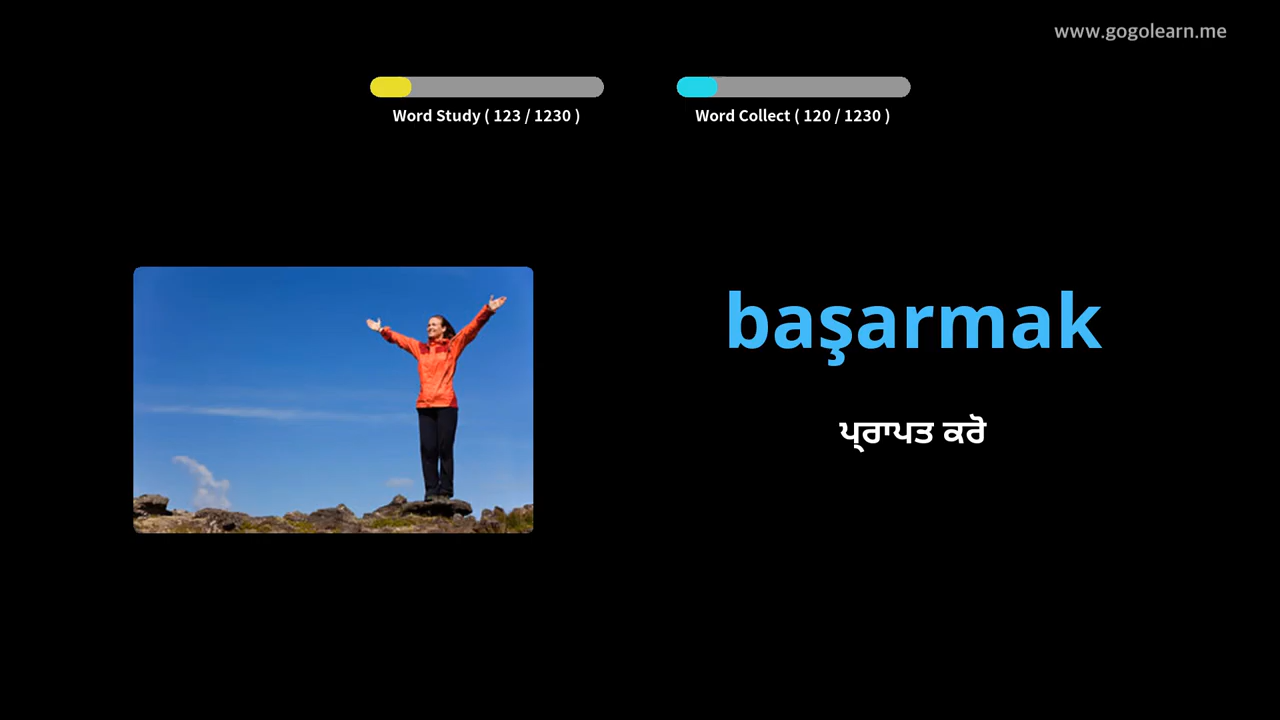 www.gogolearn.me
Word Study ( 123 / 1230 )
Word Collect ( 120 / 1230 )
başarmak
ਪ੍ਰਾਪਤ ਕਰੋ